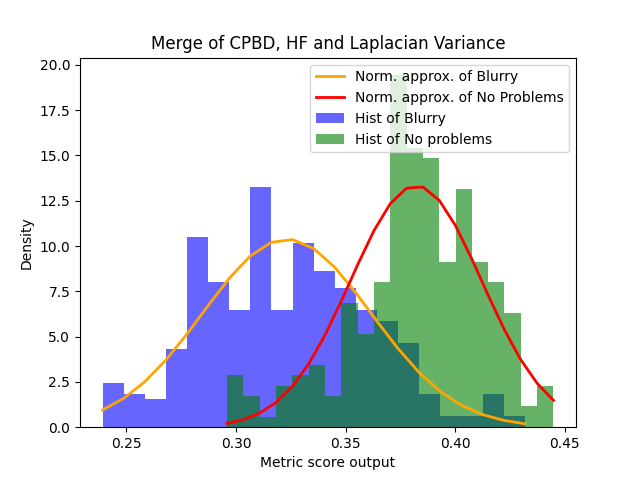 Merge of CPBD, HF and Laplacian Variance
20.0
17.5
15.0
12.5
10.0
7.5
5.0
2.5
0.0
Density
Norm. approx. of Blurry
Norm. approx. of No Problems
Hist of Blurry
Hist of No problems
0.25 0.30 0.35 0.40 0.45
Metric score output